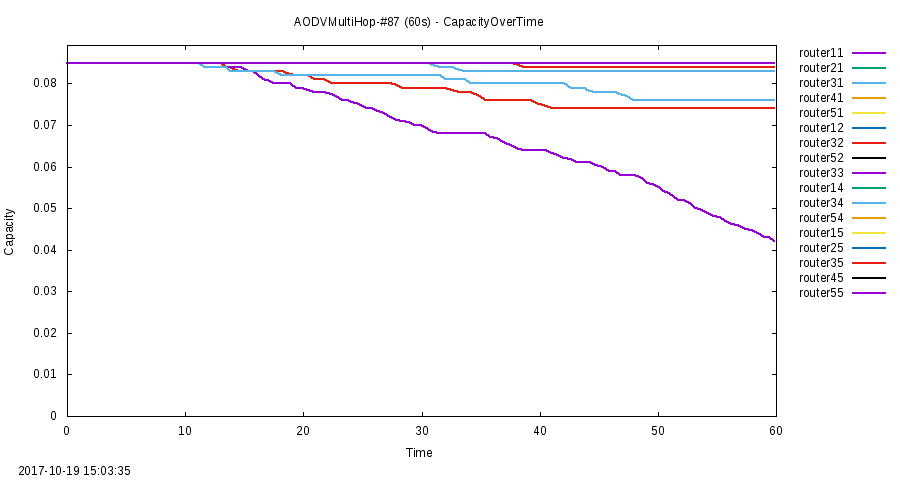 AODVMultiHop-#87 (60s) - CapacityOverTime
router11
router21
router31
router41
router51
router12
router32
router52
router33
router14
router34
router54
router15
router25
router35
router45
router55
0.08
0.07
0.06
0.05
0.04
0.03
0.02
0.01
0
Capacity
0 10 20 30 40 50 60
Time
2017-10-19 15:03:35